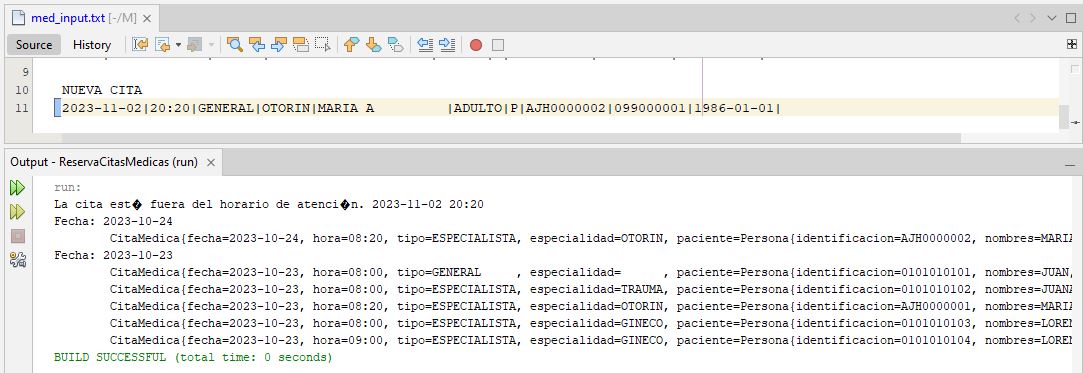 med_input.txt [-/M]
Source History
9
10 NUEVA CITA
11 2023-11-02|20:20|GENERAL|OTORIN|MARIA A         |ADULTO|P|AJH0000002|099000001|1986-01-01|
Output - ReservaCitasMedicas (run)
run:
La cita est� fuera del horario de atenci�n. 2023-11-02 20:20
Fecha: 2023-10-24
CitaMedica{fecha=2023-10-24, hora=08:20, tipo=ESPECIALISTA, especialidad=OTORIN, paciente=Persona{identificacion=AJH0000002, nombres=MARIA
Fecha: 2023-10-23
CitaMedica{fecha=2023-10-23, hora=08:00, tipo=GENERAL     , especialidad=      , paciente=Persona{identificacion=0101010101, nombres=JUAN,
CitaMedica{fecha=2023-10-23, hora=08:00, tipo=ESPECIALISTA, especialidad=TRAUMA, paciente=Persona{identificacion=0101010102, nombres=JUANA
CitaMedica{fecha=2023-10-23, hora=08:20, tipo=ESPECIALISTA, especialidad=OTORIN, paciente=Persona{identificacion=AJH0000001, nombres=MARIA
CitaMedica{fecha=2023-10-23, hora=08:00, tipo=ESPECIALISTA, especialidad=GINECO, paciente=Persona{identificacion=0101010103, nombres=LOREN
CitaMedica{fecha=2023-10-23, hora=09:00, tipo=ESPECIALISTA, especialidad=GINECO, paciente=Persona{identificacion=0101010104, nombres=LOREN
BUILD SUCCESSFUL (total time: 0 seconds)